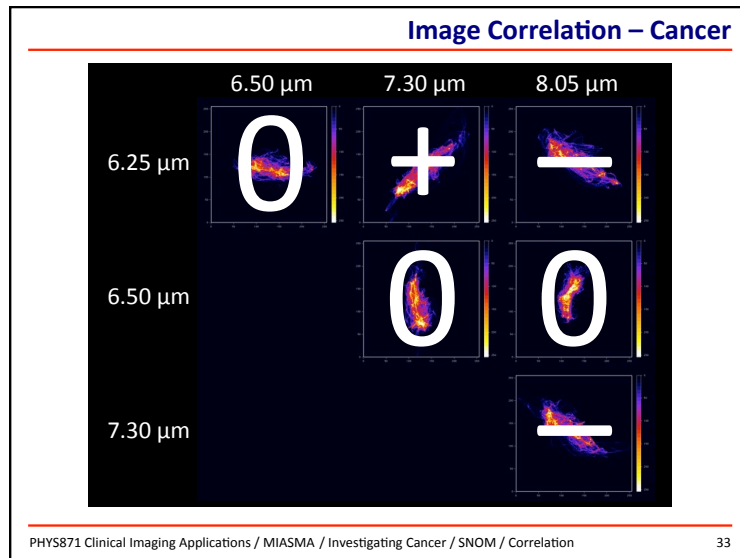 Image Correlation – Cancer
6.50 μm 7.30 μm 8.05 μm
6.25 μm 0 + −
6.50 μm 0 0
7.30 μm −
PHYS871 Clinical Imaging Applications / MIASMA / Investigating Cancer / SNOM / Correlation 33